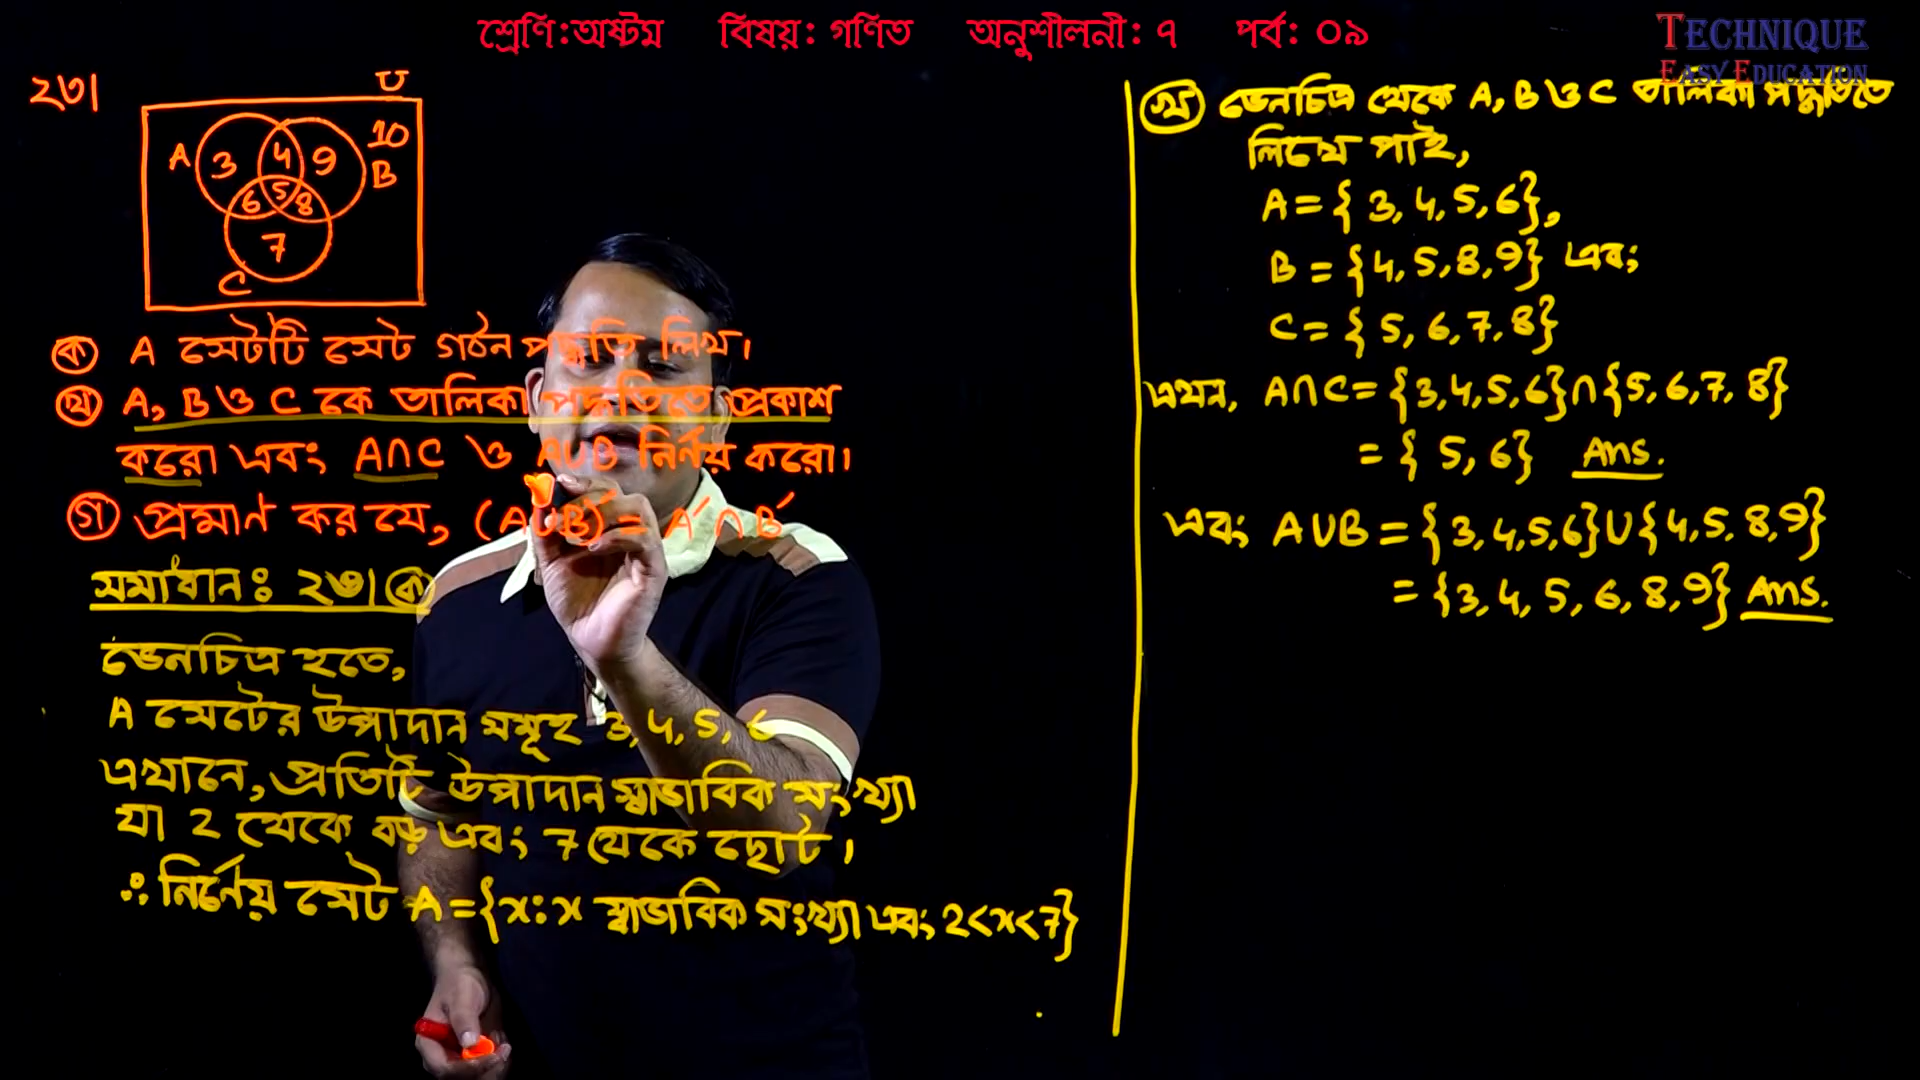 শ্রেণি:অষ্টম বিষয়: গণিত অনুশীলনী: ৭ পর্ব: ০৯
TECHNIQUE
EASY EDUCATION
২৩।
U
A 3 4 9 10
B
6 5 8
7
C
ক A সেটটি সেট গঠন পদ্ধতি লিখ।
খ A, B ও C কে তালিকা পদ্ধতিতে প্রকাশ
করো এবং A∩C ও A∪B নির্ণয় করো।
গ প্রমাণ কর যে, (A∪B)′ = A′∩B′
সমাধানঃ ২৩। ক
ভেনচিত্র হতে,
A সেটের উপাদান সমূহ 3, 4, 5, 6
এখানে, প্রতিটি উপাদান স্বাভাবিক সংখ্যা
যা 2 থেকে বড় এবং 7 থেকে ছোট।
∴ নির্ণেয় সেট A = {x : x স্বাভাবিক সংখ্যা এবং 2 < x < 7}
খ ভেনচিত্র থেকে A, B ও C তালিকা পদ্ধতিতে
লিখে পাই,
A = {3, 4, 5, 6},
B = {4, 5, 8, 9} এবং
C = {5, 6, 7, 8}
এখন, A∩C = {3, 4, 5, 6}∩{5, 6, 7, 8}
= {5, 6} Ans.
এবং A∪B = {3, 4, 5, 6}∪{4, 5, 8, 9}
= {3, 4, 5, 6, 8, 9} Ans.